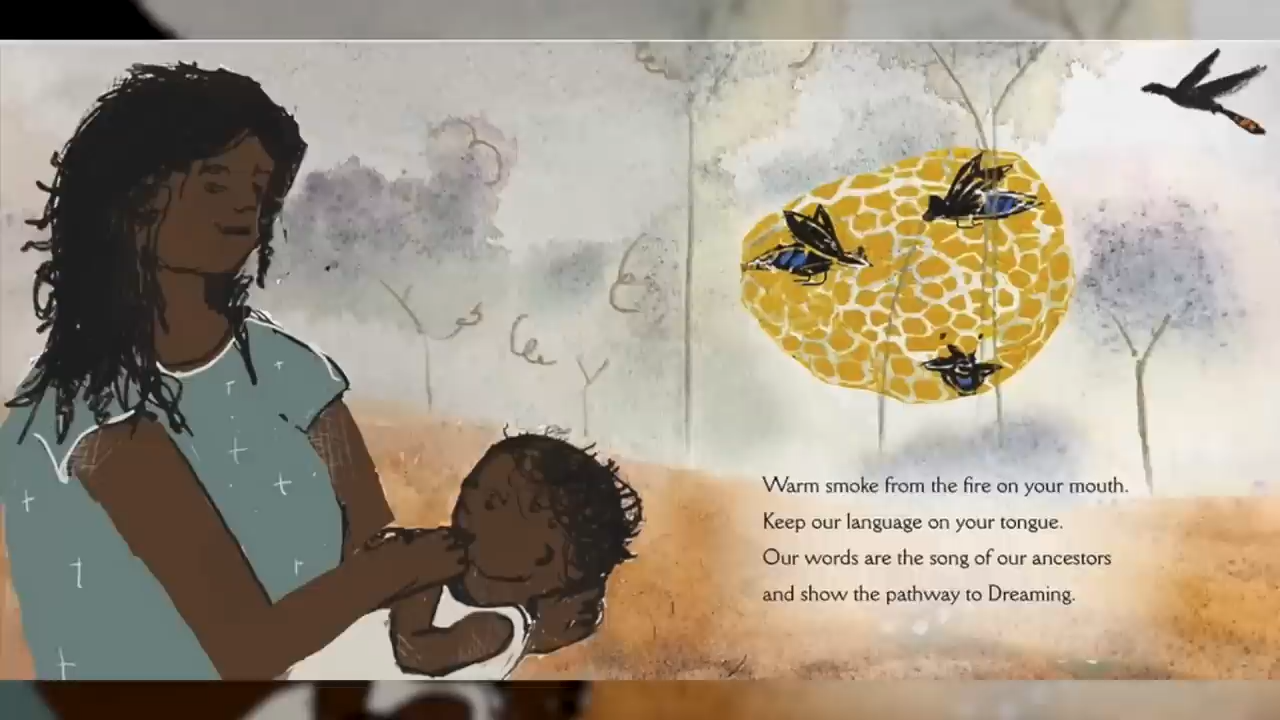 Warm smoke from the fire on your mouth.
Keep our language on your tongue.
Our words are the song of our ancestors
and show the pathway to Dreaming.